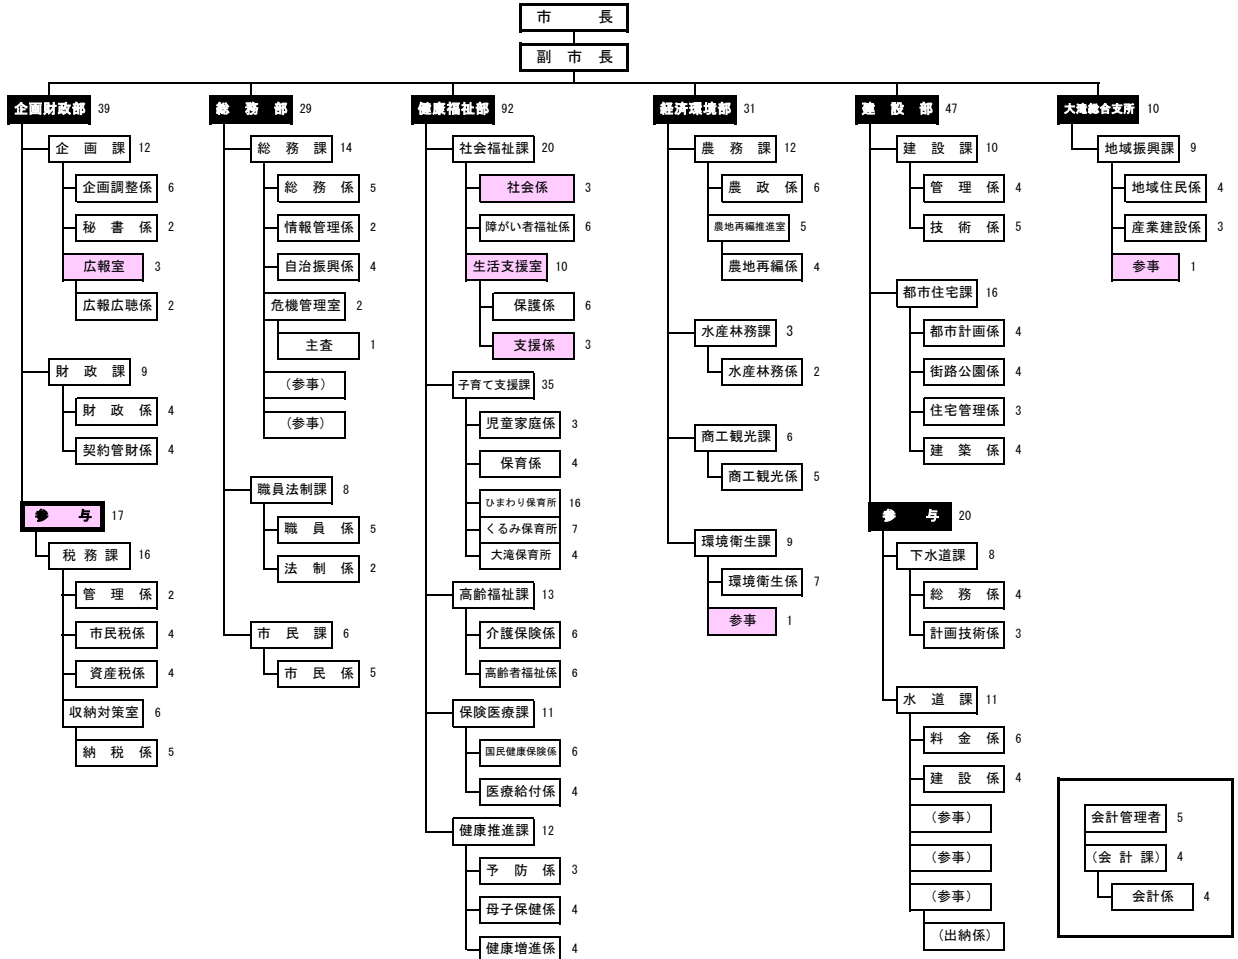 市　長
副　市　長
企画財政部 39
企　画　課 12
企画調整係 6
秘　書　係 2
広報室 3
広報広聴係 2
財　政　課 9
財　政　係 4
契約管財係 4
参　与 17
税　務　課 16
管　理　係 2
市民税係 4
資産税係 4
収納対策室 6
納　税　係 5
総　務　部 29
総　務　課 14
総　務　係 5
情報管理係 2
自治振興係 4
危機管理室 2
主査 1
（参事）
（参事）
職員法制課 8
職　員　係 5
法　制　係 2
市　民　課 6
市　民　係 5
健康福祉部 92
社会福祉課 20
社会係 3
障がい者福祉係 6
生活支援室 10
保護係 6
支援係 3
子育て支援課 35
児童家庭係 3
保育係 4
ひまわり保育所 16
くるみ保育所 7
大滝保育所 4
高齢福祉課 13
介護保険係 6
高齢者福祉係 6
保険医療課 11
国民健康保険係 6
医療給付係 4
健康推進課 12
予　防　係 3
母子保健係 4
健康増進係 4
経済環境部 31
農　務　課 12
農　政　係 6
農地再編推進室 5
農地再編係 4
水産林務課 3
水産林務係 2
商工観光課 6
商工観光係 5
環境衛生課 9
環境衛生係 7
参事 1
建　設　部 47
建　設　課 10
管　理　係 4
技　術　係 5
都市住宅課 16
都市計画係 4
街路公園係 4
住宅管理係 3
建　築　係 4
参　与 20
下水道課 8
総　務　係 4
計画技術係 3
水　道　課 11
料　金　係 6
建　設　係 4
（参事）
（参事）
（参事）
（出納係）
大滝総合支所 10
地域振興課 9
地域住民係 4
産業建設係 3
参事 1
会計管理者 5
（会　計　課） 4
会計係 4